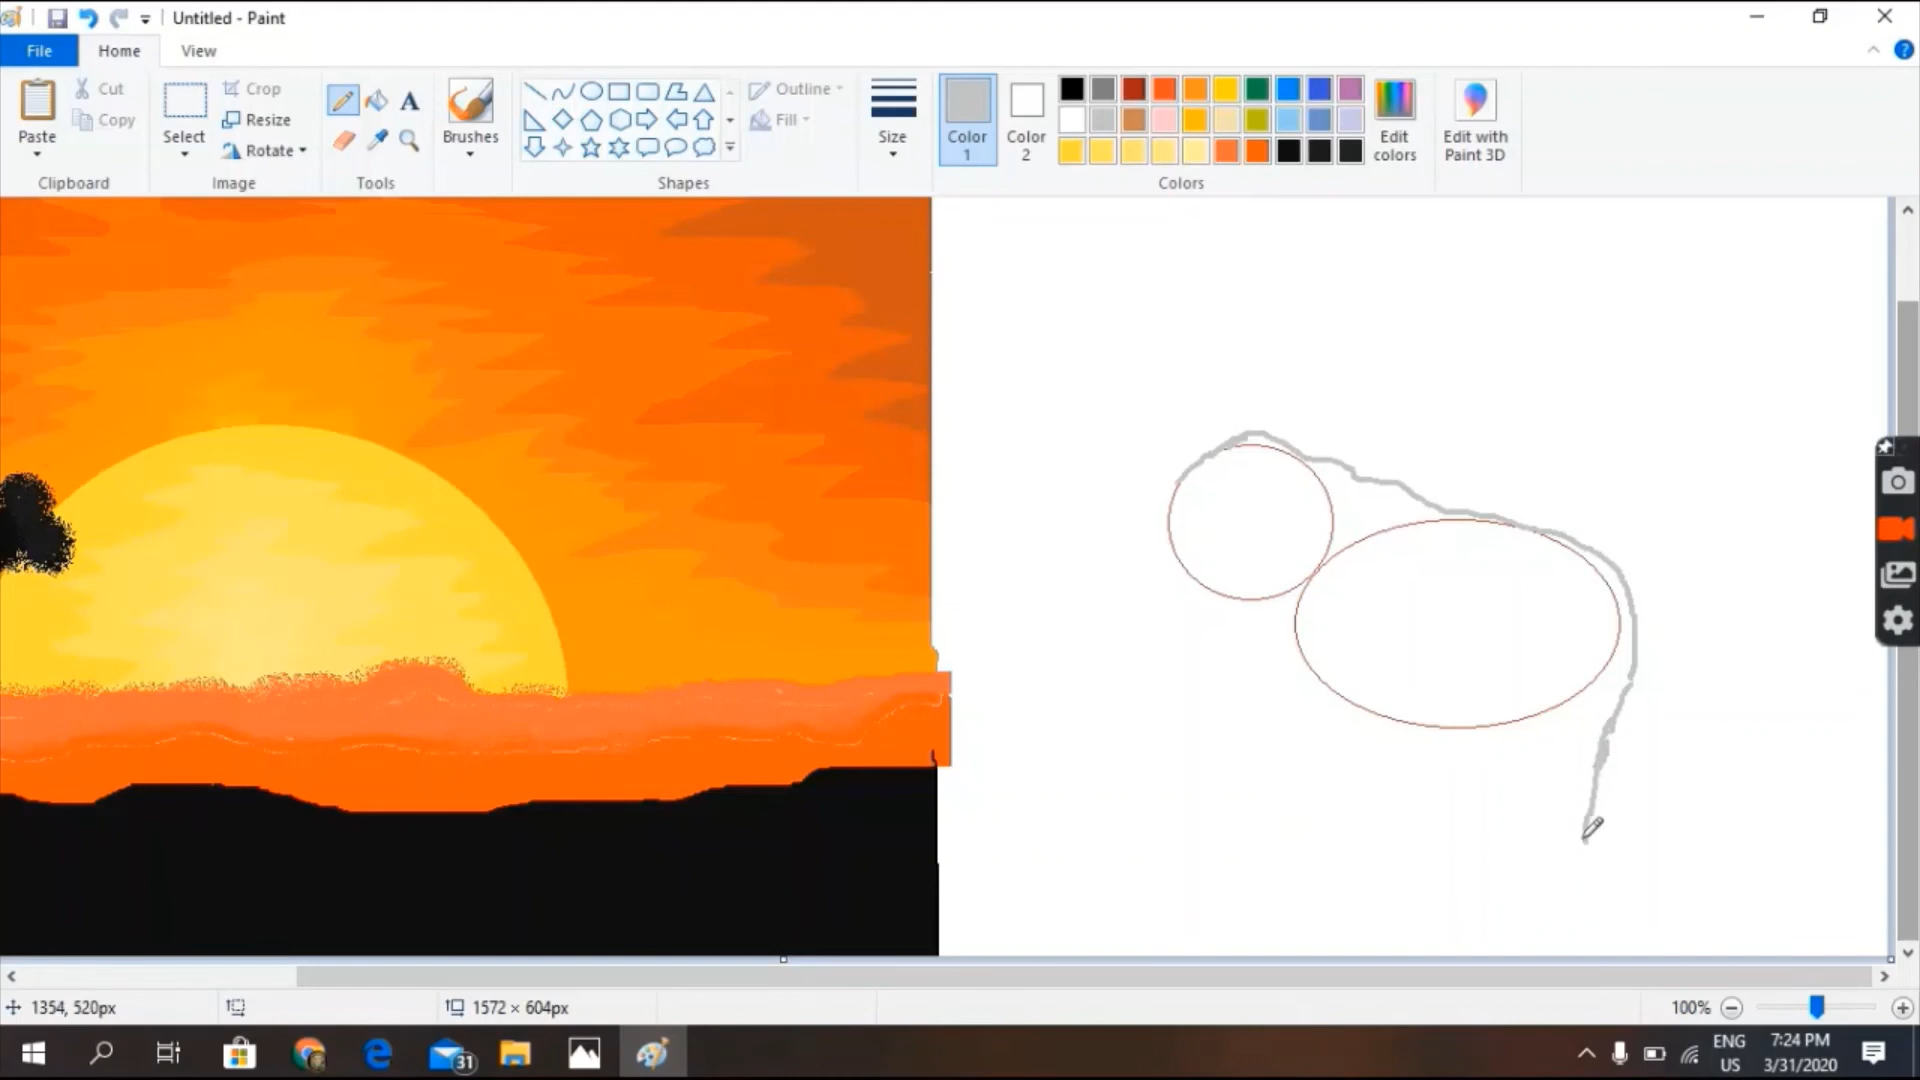 Untitled - Paint
File Home View
Paste
Cut
Copy
Clipboard
Select
Crop
Resize
Rotate
Image
A
Tools
Brushes
Outline
Fill
Shapes
Size
Color 1
Color 2
Edit colors
Edit with Paint 3D
Colors
1354, 520px
1572 × 604px
100%
31
ENG
US
7:24 PM
3/31/2020